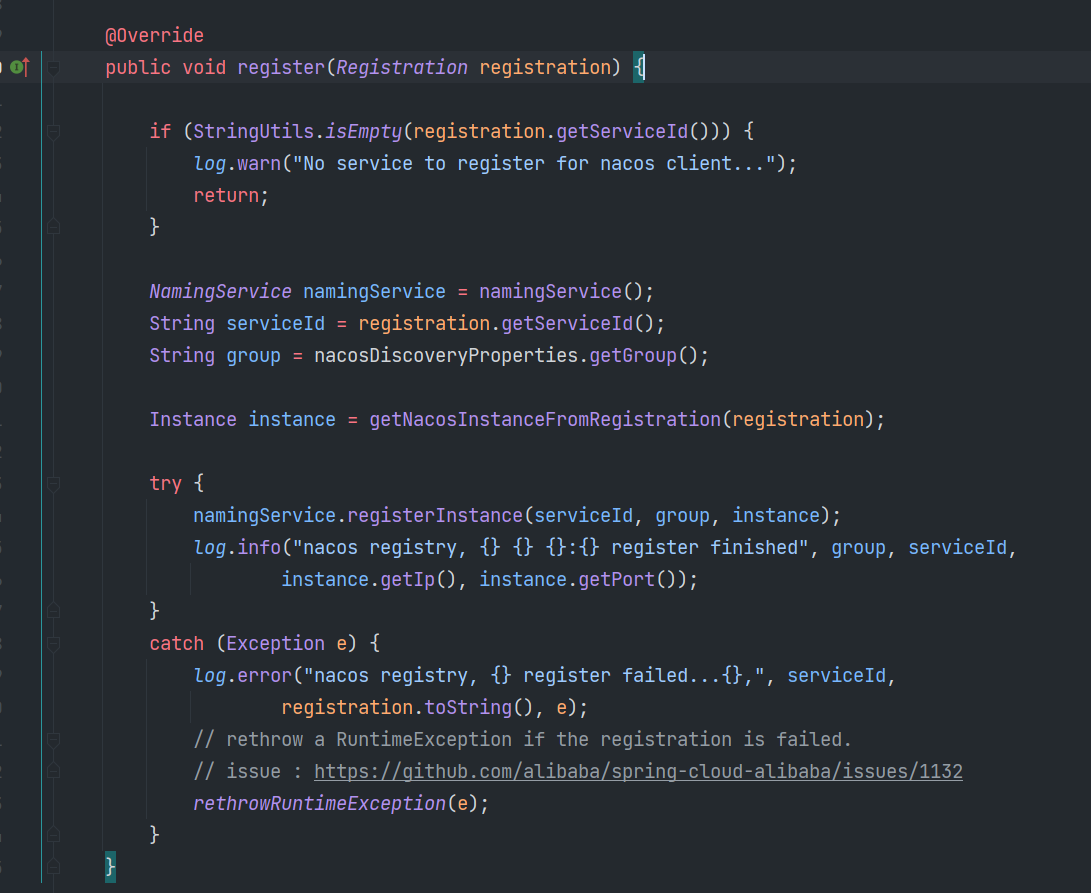 @Override
public void register(Registration registration) {
if (StringUtils.isEmpty(registration.getServiceId())) {
log.warn("No service to register for nacos client...");
return;
}
NamingService namingService = namingService();
String serviceId = registration.getServiceId();
String group = nacosDiscoveryProperties.getGroup();
Instance instance = getNacosInstanceFromRegistration(registration);
try {
namingService.registerInstance(serviceId, group, instance);
log.info("nacos registry, {} {} {}:{} register finished", group, serviceId,
instance.getIp(), instance.getPort());
}
catch (Exception e) {
log.error("nacos registry, {} register failed...{},", serviceId,
registration.toString(), e);
// rethrow a RuntimeException if the registration is failed.
// issue : https://github.com/alibaba/spring-cloud-alibaba/issues/1132
rethrowRuntimeException(e);
}
}